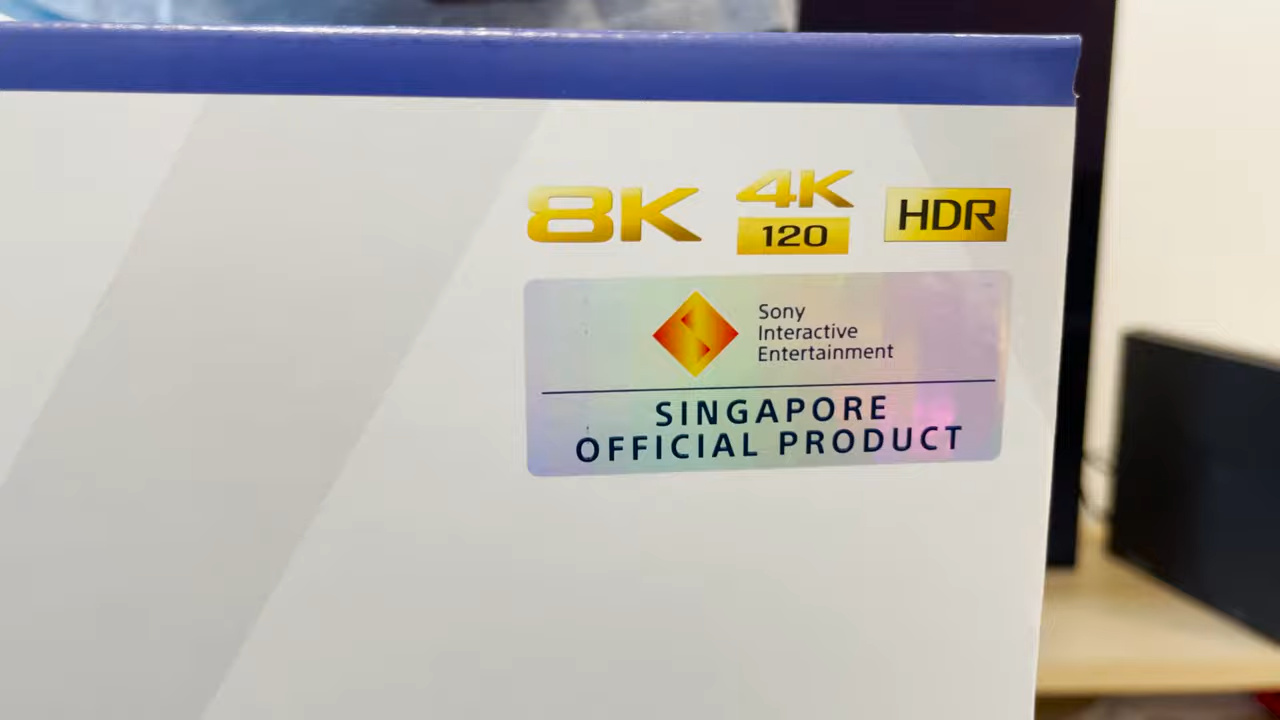 8K
4K
120
HDR
Sony
Interactive
Entertainment
SINGAPORE
OFFICIAL PRODUCT